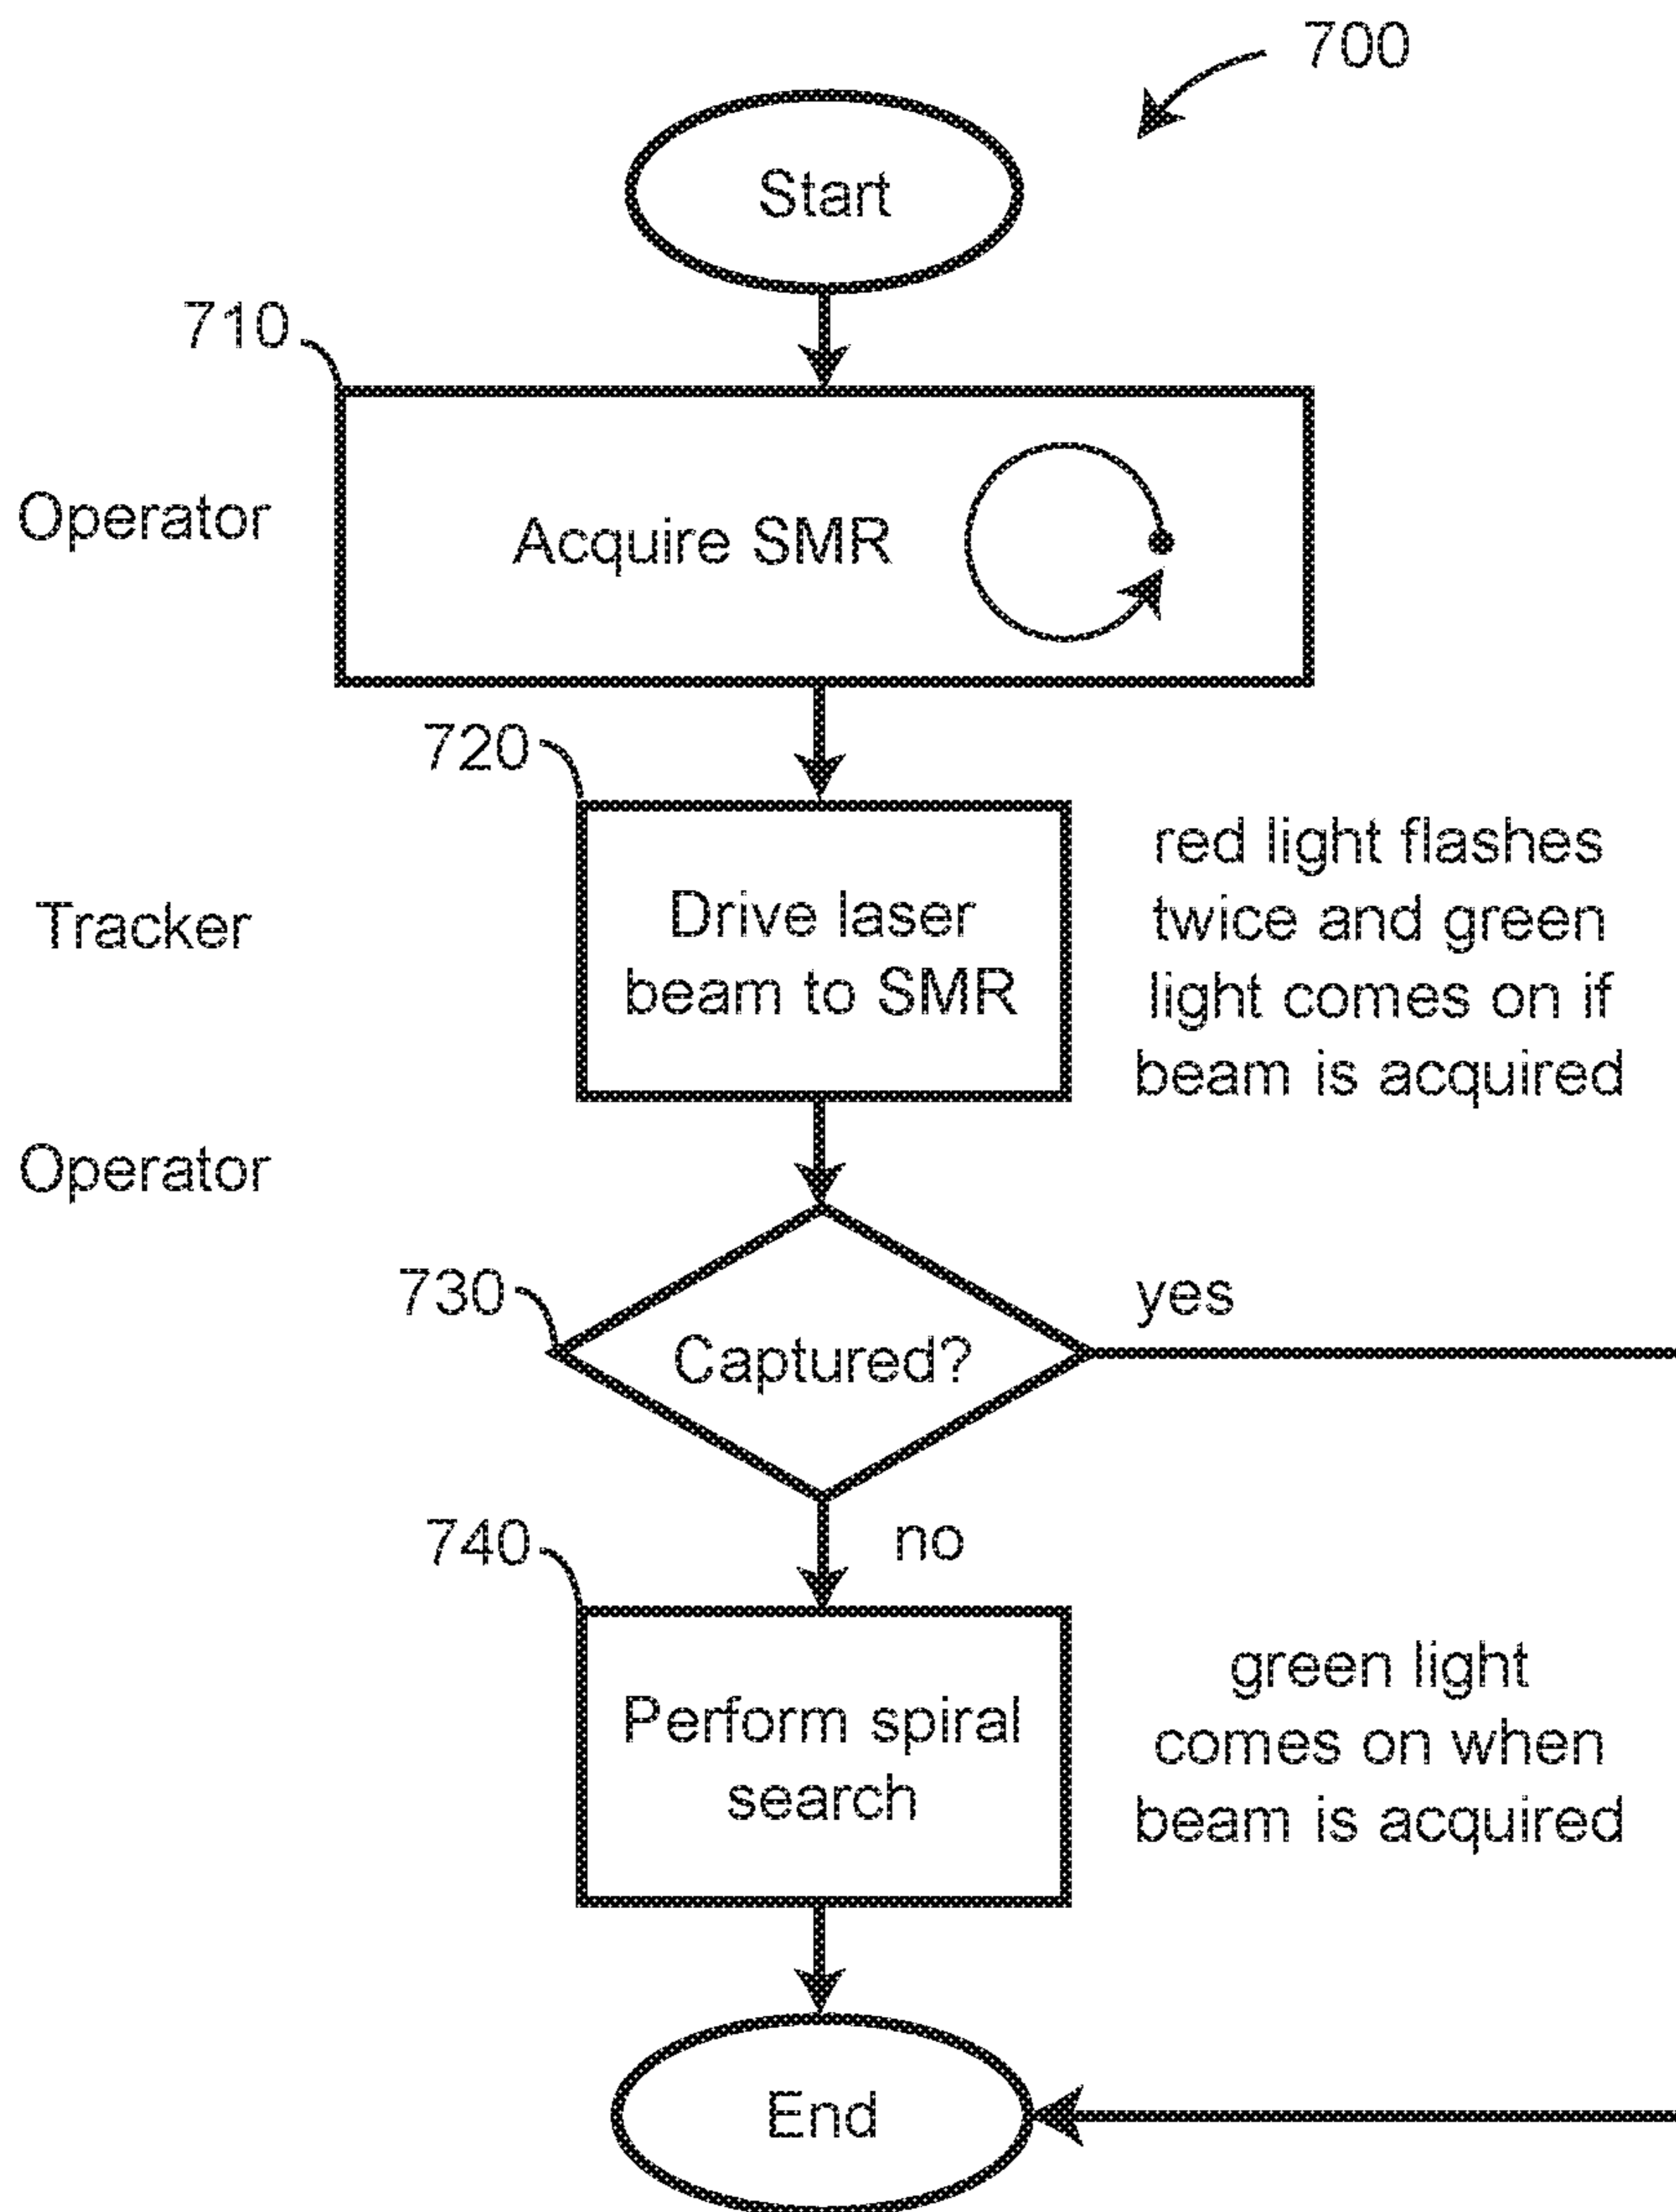 700
Start
710
Operator
Acquire SMR
720
Tracker
Drive laser
beam to SMR
red light flashes
twice and green
light comes on if
beam is acquired
Operator
730
Captured?
yes
no
740
Perform spiral
search
green light
comes on when
beam is acquired
End